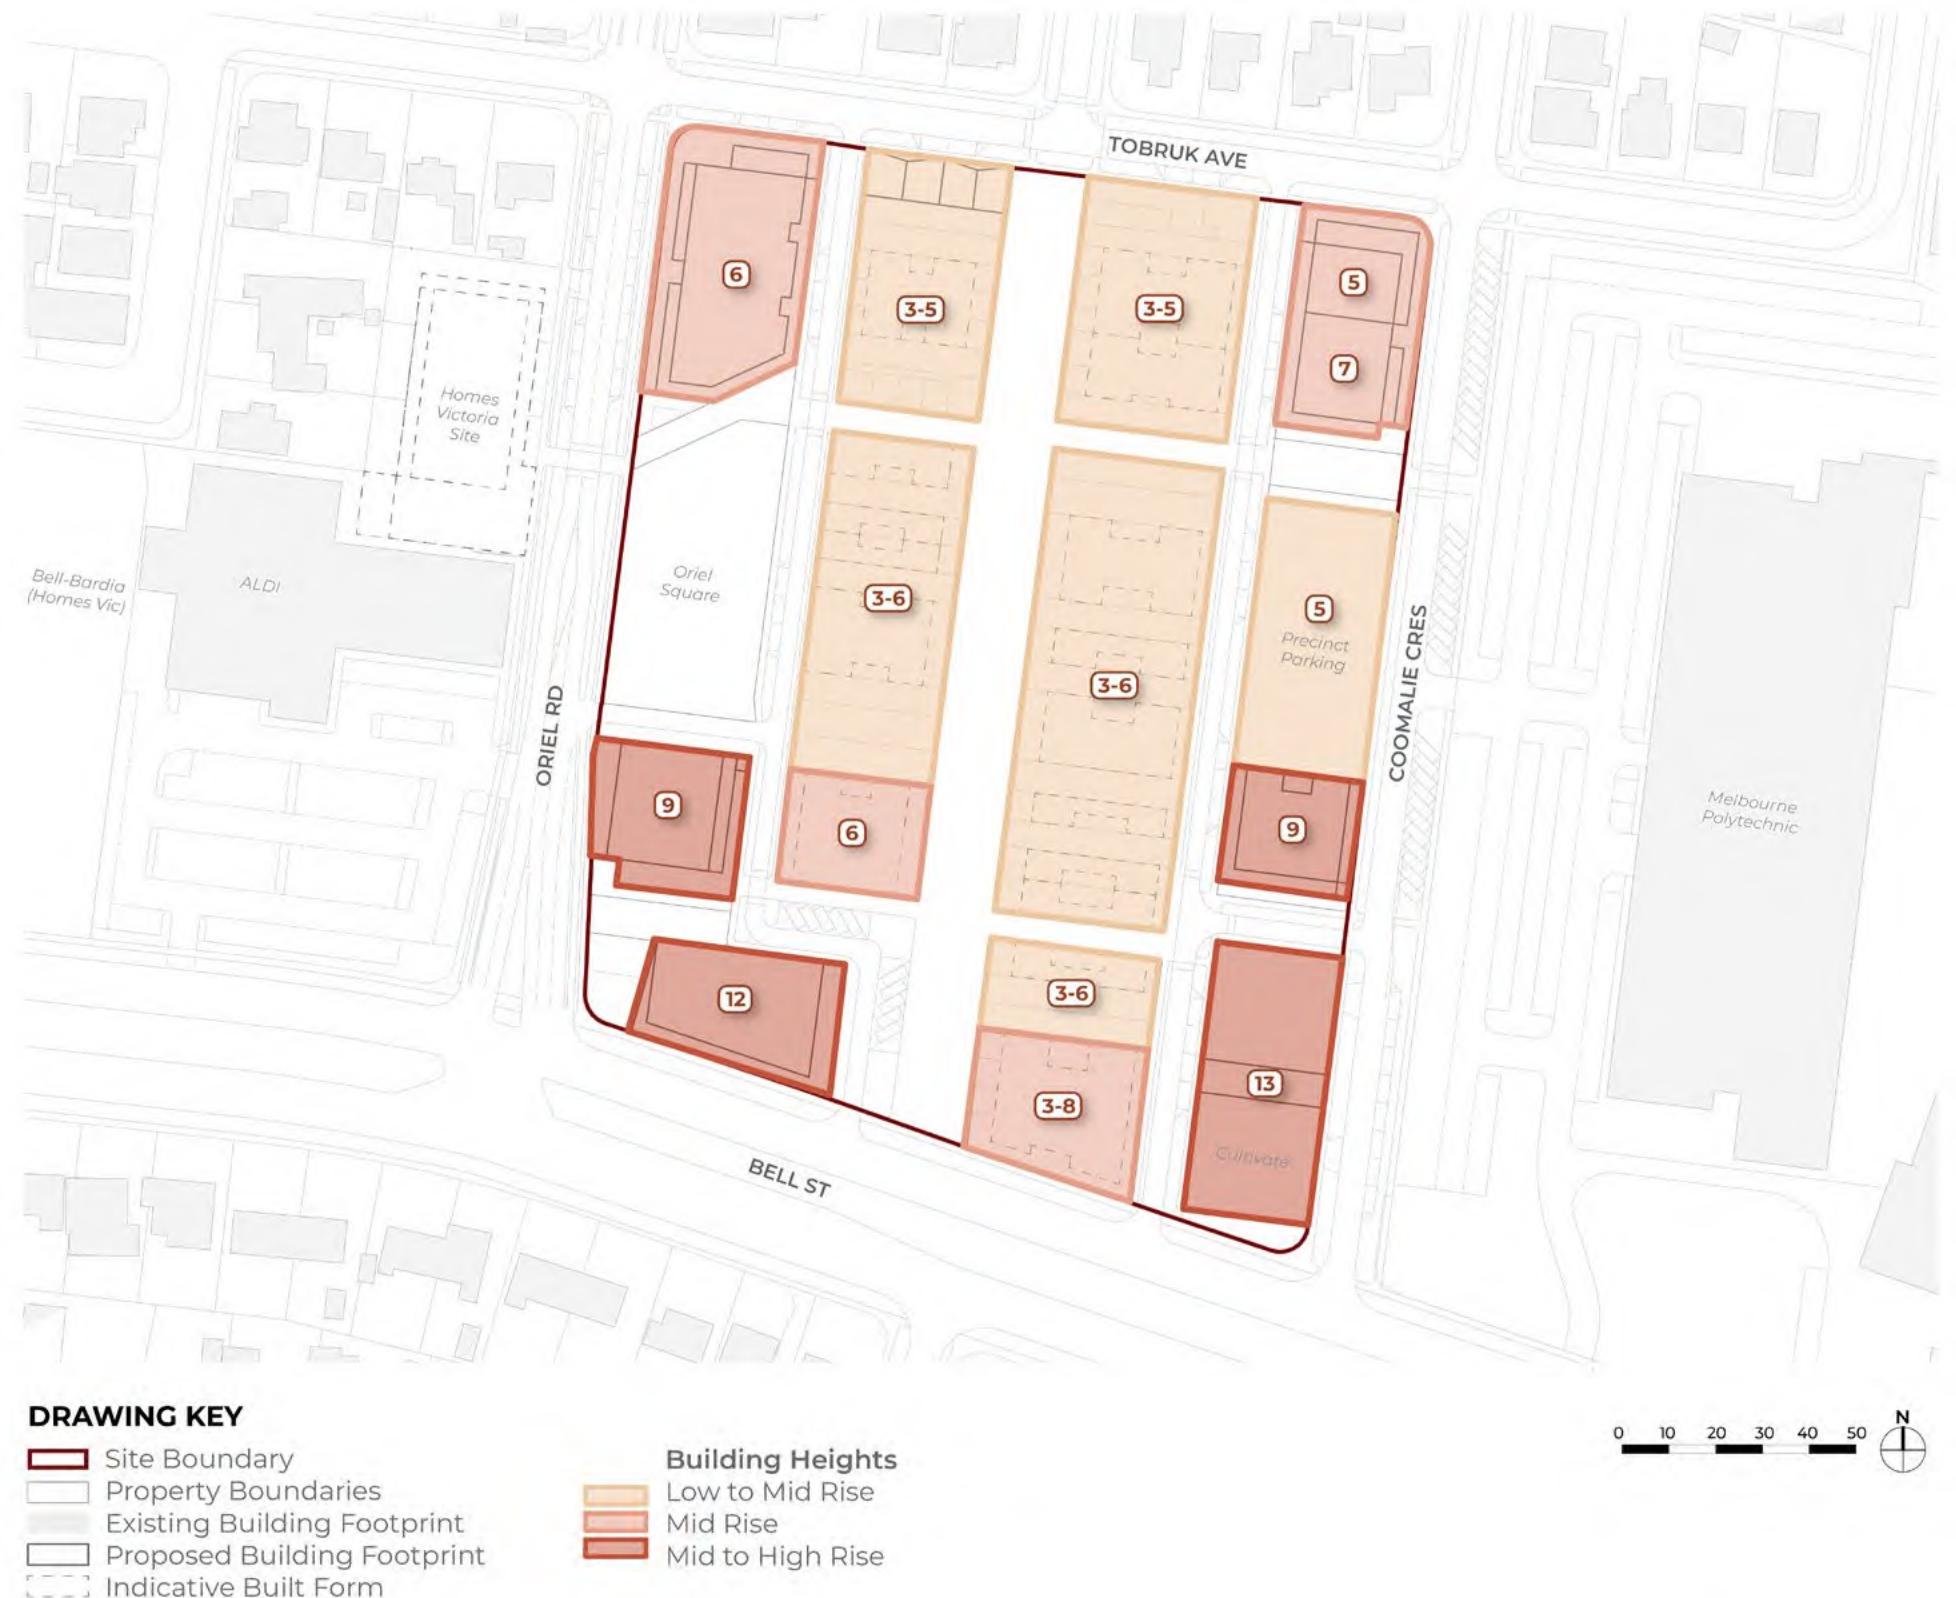 TOBRUK AVE
6
3-5
3-5
5
7
Homes
Victoria
Site
Bell-Bardia
(Homes Vic)
ALDI
Oriel
Square
3-6
5
Precinct
Parking
3-6
ORIEL RD
COOMALIE CRES
9
6
9
Melbourne
Polytechnic
12
3-6
13
3-8
Cultivate
BELL ST
DRAWING KEY
Site Boundary
Property Boundaries
Existing Building Footprint
Proposed Building Footprint
Indicative Built Form
Building Heights
Low to Mid Rise
Mid Rise
Mid to High Rise
0 10 20 30 40 50
N